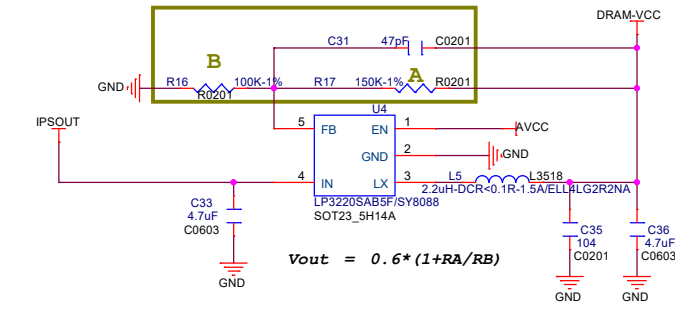 DRAM-VCC
C31 47pF C0201
B
A
GND R16 100K-1% R17 150K-1% R0201
R0201
U4
IPSOUT
5 FB EN 1 AVCC
GND 2 GND
4 IN LX 3 L5 L3518
2.2uH-DCR<0.1R-1.5A/ELL4LG2R2NA
LP3220SAB5F/SY8088
SOT23_5H14A
C33
4.7uF
C0603
C35
104
C0201
C36
4.7uF
C0603
Vout = 0.6*(1+RA/RB)
GND
GND
GND